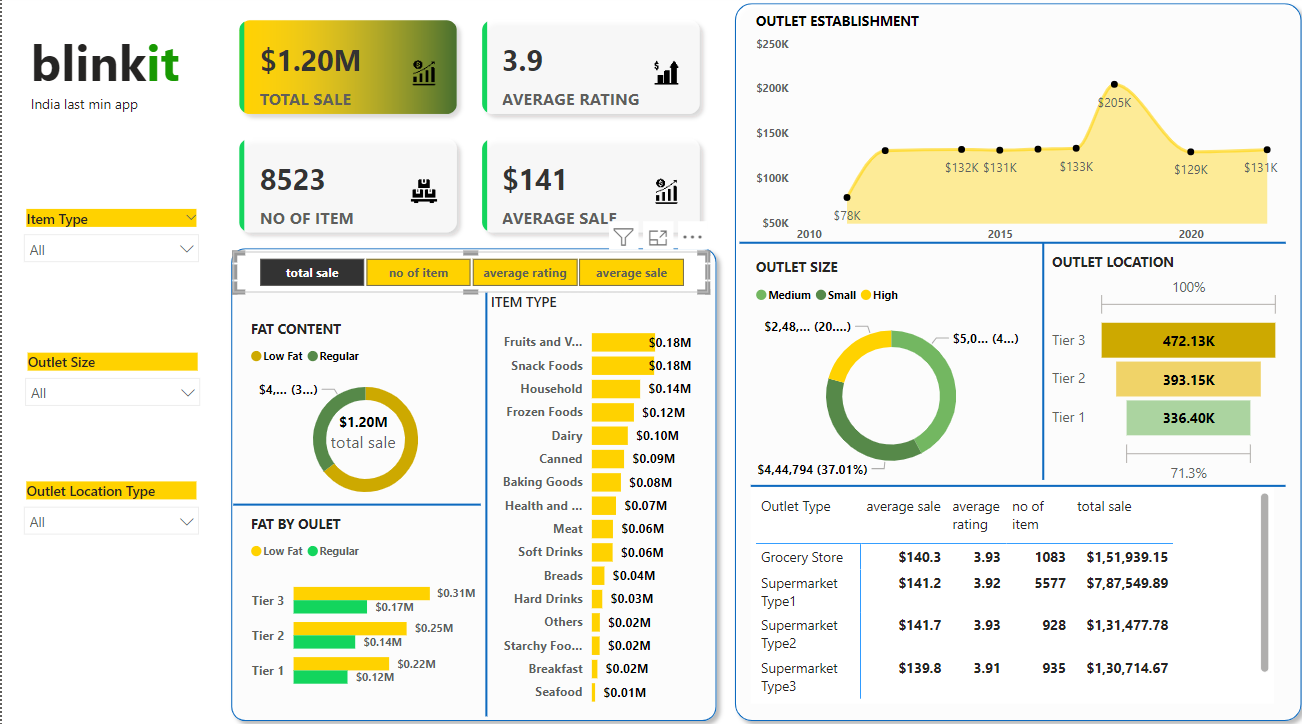 blinkit
India last min app
Item Type
All
Outlet Size
All
Outlet Location Type
All
$1.20M
TOTAL SALE
3.9
AVERAGE RATING
8523
NO OF ITEM
$141
AVERAGE SALE
total sale
no of item
average rating
average sale
FAT CONTENT
Low Fat
Regular
$4,... (3...)
$1.20M
total sale
FAT BY OULET
Low Fat
Regular
Tier 3
$0.31M
$0.17M
Tier 2
$0.25M
$0.14M
Tier 1
$0.22M
$0.12M
ITEM TYPE
Fruits and V... $0.18M
Snack Foods $0.18M
Household $0.14M
Frozen Foods $0.12M
Dairy $0.10M
Canned $0.09M
Baking Goods $0.08M
Health and ... $0.07M
Meat $0.06M
Soft Drinks $0.06M
Breads $0.04M
Hard Drinks $0.03M
Others $0.02M
Starchy Foo... $0.02M
Breakfast $0.02M
Seafood $0.01M
OUTLET ESTABLISHMENT
$250K
$200K
$150K
$100K
$50K
$78K
$132K
$131K
$133K
$205K
$129K
$131K
2010
2015
2020
OUTLET SIZE
Medium
Small
High
$2,48,... (20....)
$5,0... (4...)
$4,44,794 (37.01%)
OUTLET LOCATION
100%
Tier 3 472.13K
Tier 2 393.15K
Tier 1 336.40K
71.3%
Outlet Type average sale average rating no of item total sale
Grocery Store $140.3 3.93 1083 $1,51,939.15
Supermarket Type1 $141.2 3.92 5577 $7,87,549.89
Supermarket Type2 $141.7 3.93 928 $1,31,477.78
Supermarket Type3 $139.8 3.91 935 $1,30,714.67